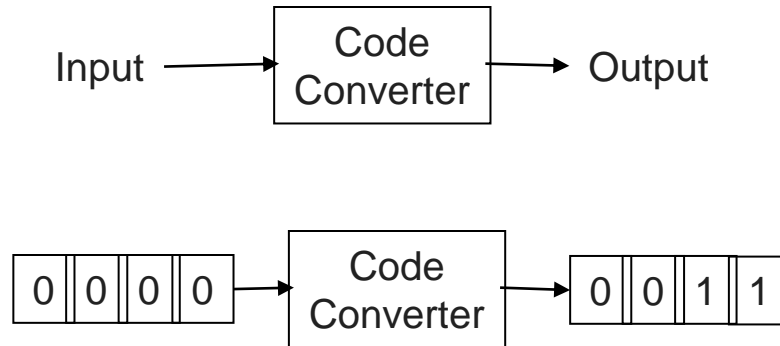 Input
Code
Converter
Output
0 0 0 0
Code
Converter
0 0 1 1